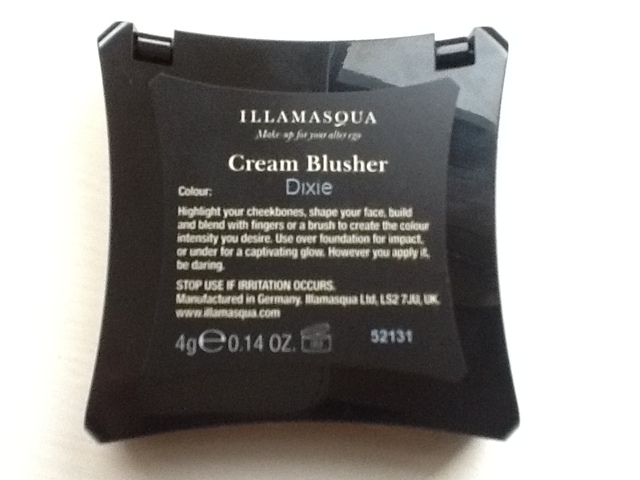 ILLAMASQUA
Make-up for your alter ego
Cream Blusher
Colour: Dixie
Highlight your cheekbones, shape your face, build
and blend with fingers or a brush to create the colour
intensity you desire. Use over foundation for impact,
or under for a captivating glow. However you apply it,
be daring.
STOP USE IF IRRITATION OCCURS.
Manufactured in Germany. Illamasqua Ltd, LS2 7JU, UK.
www.illamasqua.com
4g ℮ 0.14 OZ.
52131